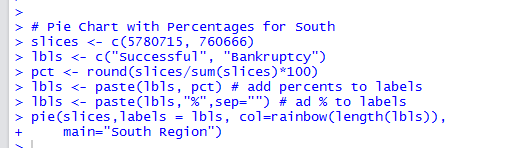 >
> # Pie Chart with Percentages for South
> slices <- c(5780715, 760666)
> lbls <- c("Successful", "Bankruptcy")
> pct <- round(slices/sum(slices)*100)
> lbls <- paste(lbls, pct) # add percents to labels
> lbls <- paste(lbls,"%",sep="") # ad % to labels
> pie(slices,labels = lbls, col=rainbow(length(lbls)),
+     main="South Region")
>